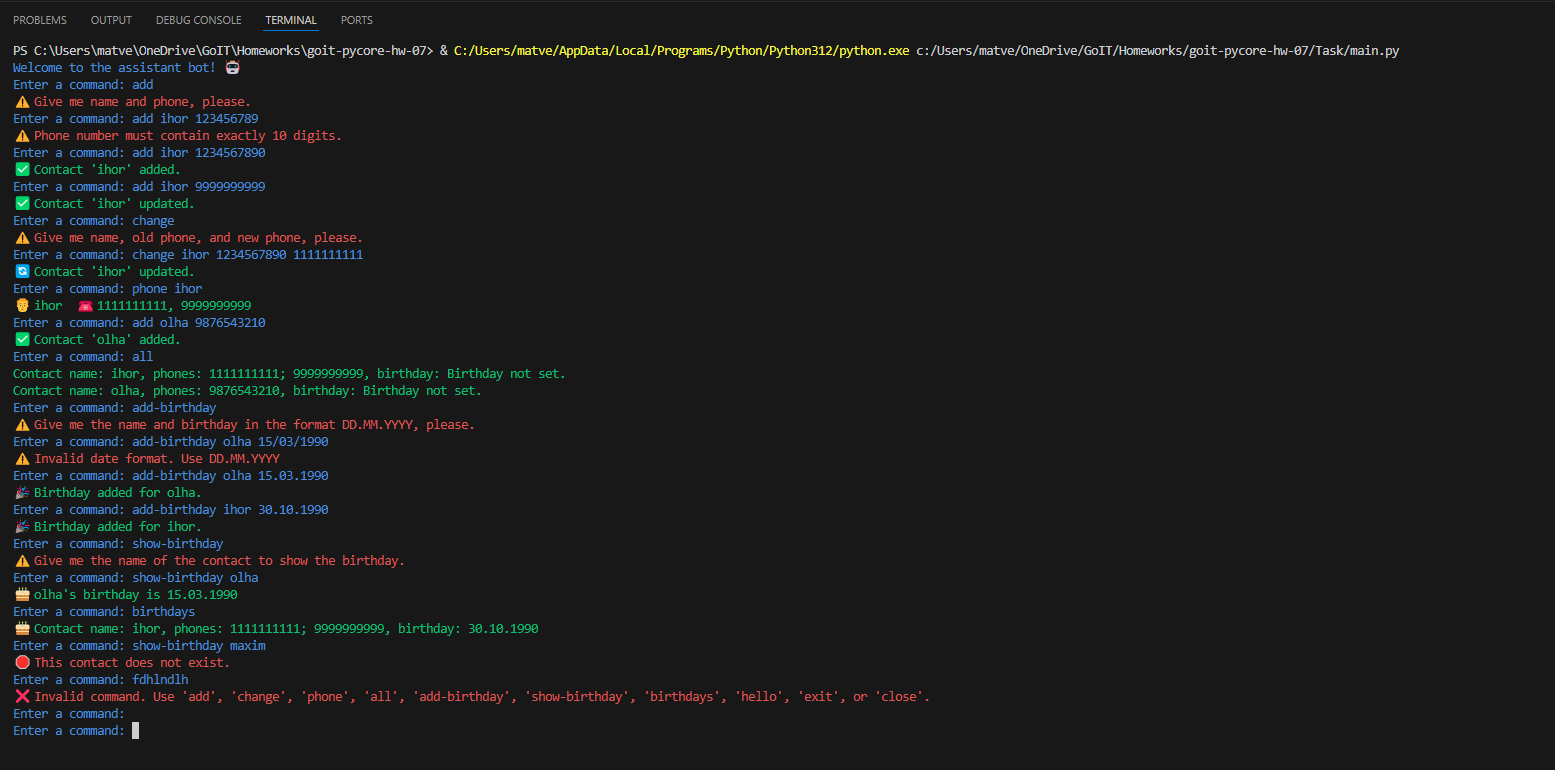 PROBLEMS OUTPUT DEBUG CONSOLE TERMINAL PORTS
PS C:\Users\matve\OneDrive\GoIT\Homeworks\goit-pycore-hw-07> & C:/Users/matve/AppData/Local/Programs/Python/Python312/python.exe c:/Users/matve/OneDrive/GoIT/Homeworks/goit-pycore-hw-07/Task/main.py
Welcome to the assistant bot! 🤖
Enter a command: add
⚠️ Give me name and phone, please.
Enter a command: add ihor 123456789
⚠️ Phone number must contain exactly 10 digits.
Enter a command: add ihor 1234567890
✅ Contact 'ihor' added.
Enter a command: add ihor 9999999999
✅ Contact 'ihor' updated.
Enter a command: change
⚠️ Give me name, old phone, and new phone, please.
Enter a command: change ihor 1234567890 1111111111
🔄 Contact 'ihor' updated.
Enter a command: phone ihor
👨 ihor ☎️ 1111111111, 9999999999
Enter a command: add olha 9876543210
✅ Contact 'olha' added.
Enter a command: all
Contact name: ihor, phones: 1111111111; 9999999999, birthday: Birthday not set.
Contact name: olha, phones: 9876543210, birthday: Birthday not set.
Enter a command: add-birthday
⚠️ Give me the name and birthday in the format DD.MM.YYYY, please.
Enter a command: add-birthday olha 15/03/1990
⚠️ Invalid date format. Use DD.MM.YYYY
Enter a command: add-birthday olha 15.03.1990
🎉 Birthday added for olha.
Enter a command: add-birthday ihor 30.10.1990
🎉 Birthday added for ihor.
Enter a command: show-birthday
⚠️ Give me the name of the contact to show the birthday.
Enter a command: show-birthday olha
🎂 olha's birthday is 15.03.1990
Enter a command: birthdays
🎂 Contact name: ihor, phones: 1111111111; 9999999999, birthday: 30.10.1990
Enter a command: show-birthday maxim
🛑 This contact does not exist.
Enter a command: fdhlndlh
❌ Invalid command. Use 'add', 'change', 'phone', 'all', 'add-birthday', 'show-birthday', 'birthdays', 'hello', 'exit', or 'close'.
Enter a command:
Enter a command: